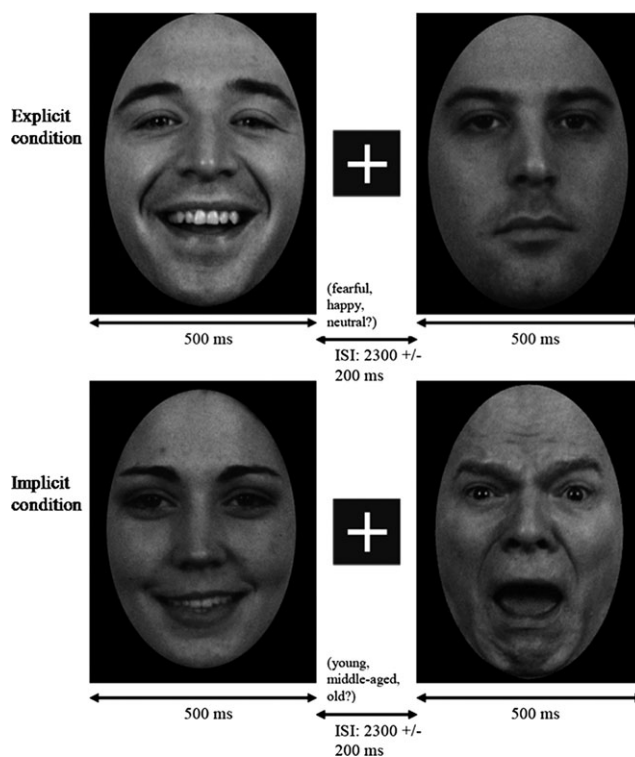 Explicit
condition
(fearful,
happy,
neutral?)
500 ms
500 ms
ISI: 2300 +/-
200 ms
Implicit
condition
(young,
middle-aged,
old?)
500 ms
500 ms
ISI: 2300 +/-
200 ms